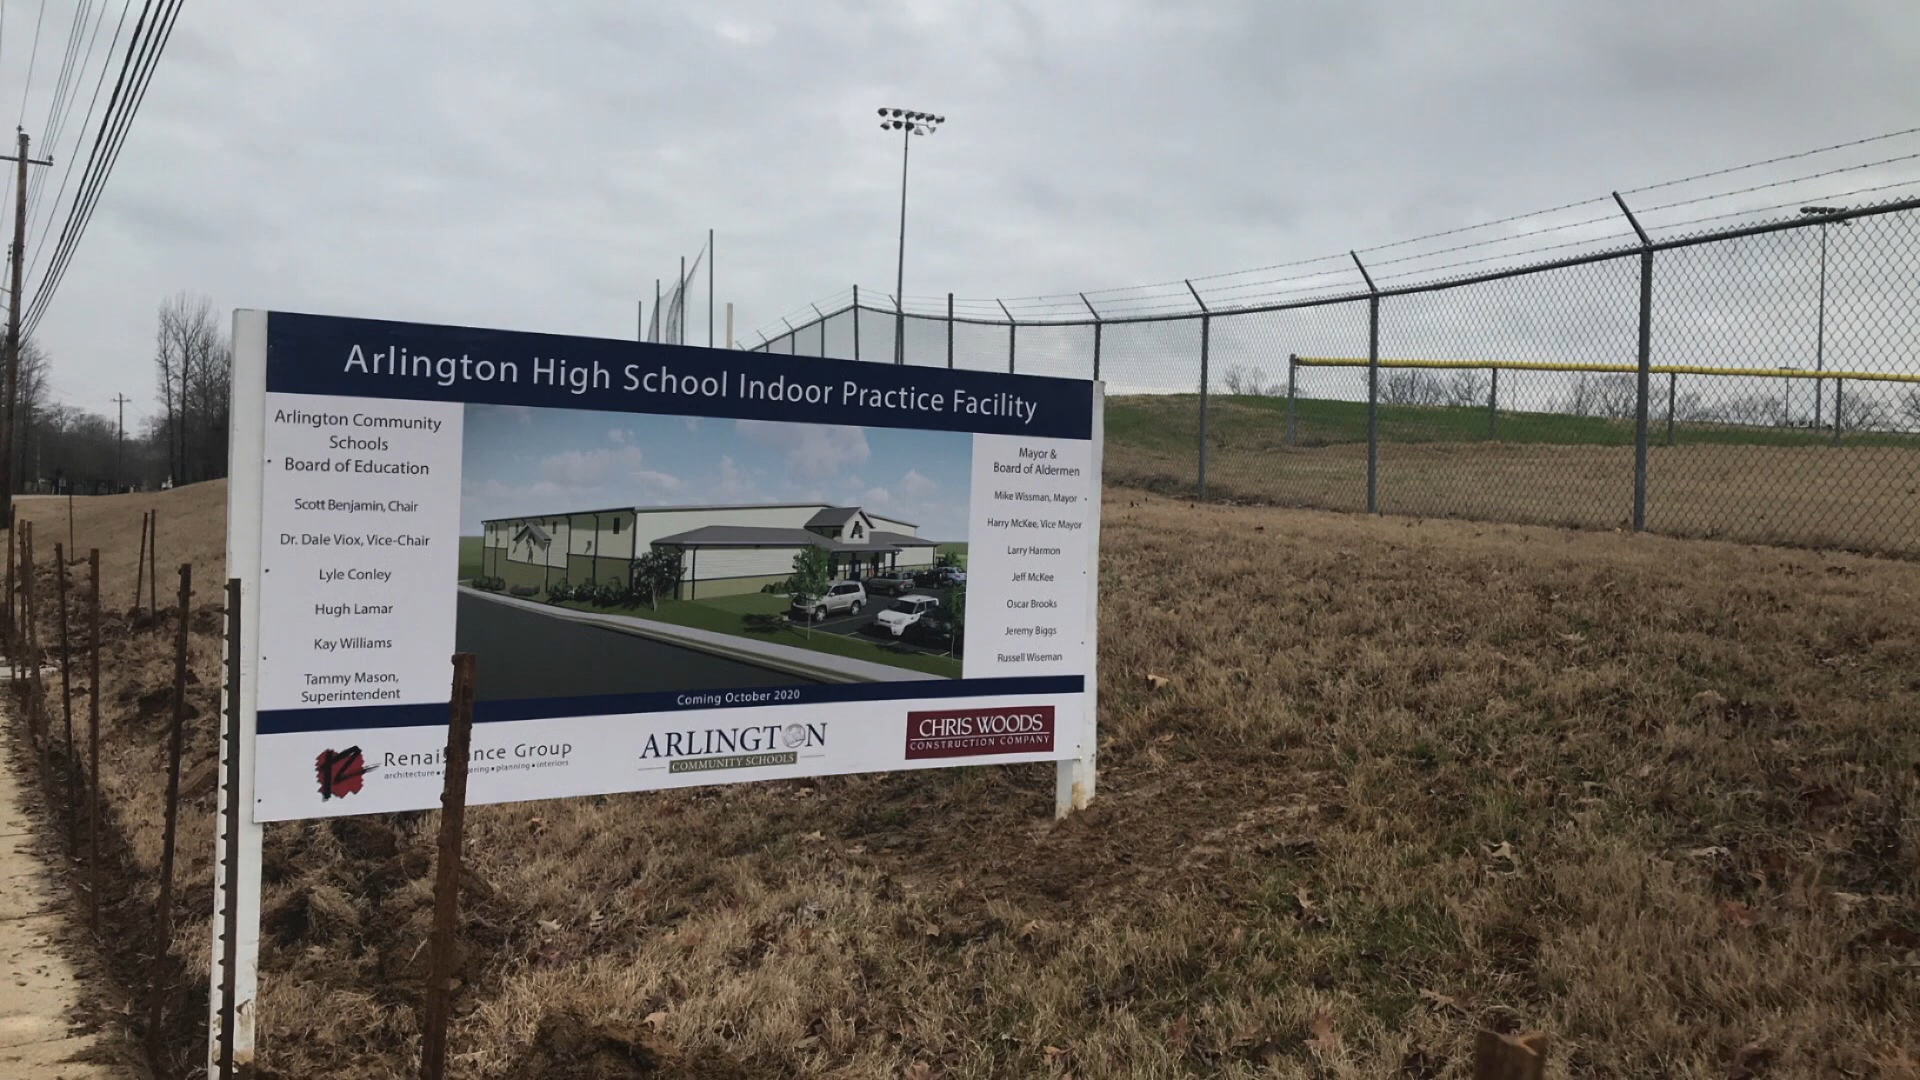 Arlington High School Indoor Practice Facility
Arlington Community
Schools
Board of Education
Scott Benjamin, Chair
Dr. Dale Viox, Vice-Chair
Lyle Conley
Hugh Lamar
Kay Williams
Tammy Mason,
Superintendent
A
Mayor &
Board of Aldermen
Mike Wissman, Mayor
Harry McKee, Vice Mayor
Larry Harmon
Jeff McKee
Oscar Brooks
Jeremy Biggs
Russell Wiseman
Coming October 2020
Group
architecture • planning • interiors
ARLINGTON
COMMUNITY SCHOOLS
CHRIS WOODS
CONSTRUCTION COMPANY